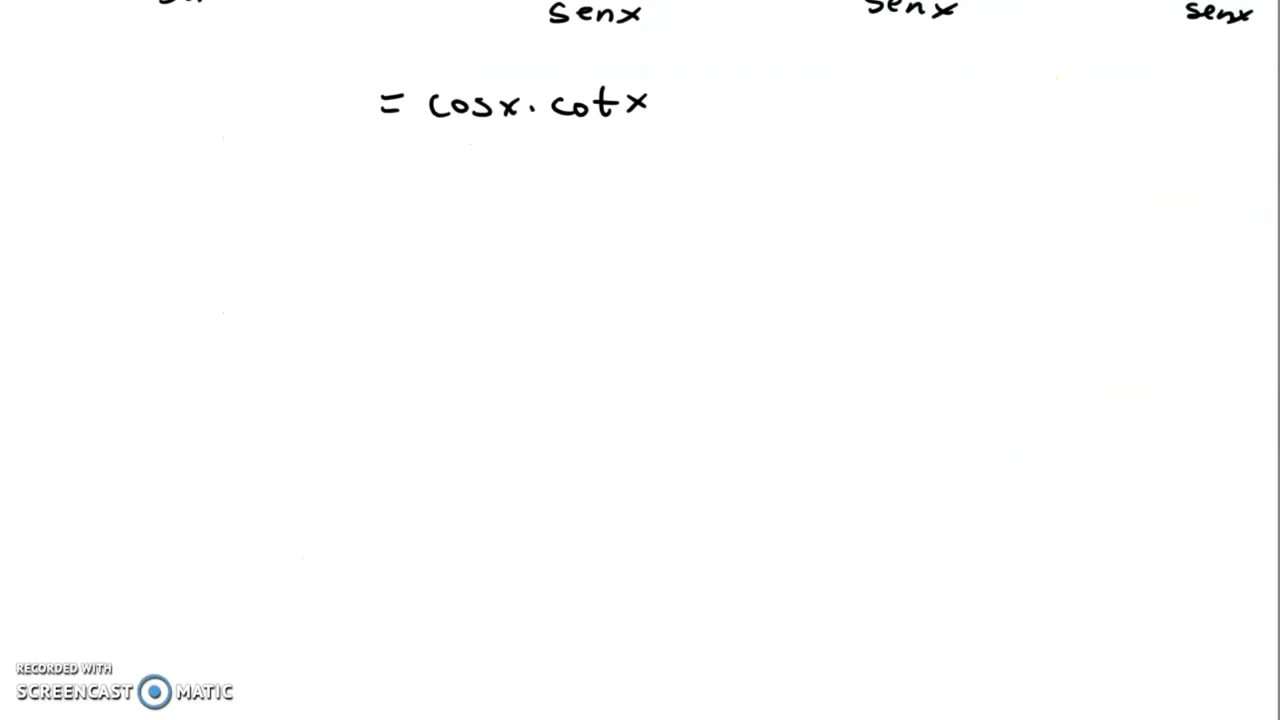 senx senx senx
= cosx. cotx
RECORDED WITH
SCREENCAST MATIC